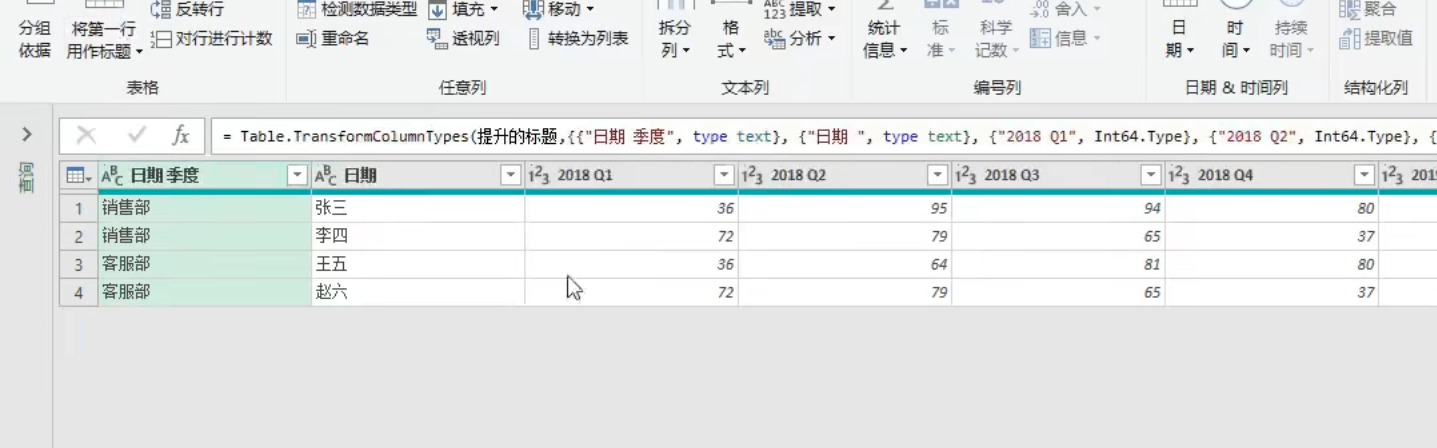 反转行
检测数据类型
填充
移动
ABC
123 提取
舍入
聚合
分组
依据
将第一行
用作标题
对行进行计数
重命名
透视列
转换为列表
拆分
列
格
式
abc 分析
统计
信息
标
准
科学
记数
信息
日
期
时
间
持续
时间
提取值
表格
任意列
文本列
编号列
日期 & 时间列
结构化列
fx = Table.TransformColumnTypes(提升的标题,{{"日期 季度", type text}, {"日期 ", type text}, {"2018 Q1", Int64.Type}, {"2018 Q2", Int64.Type}, {
查询
ABC 日期 季度 ABC 日期 123 2018 Q1 123 2018 Q2 123 2018 Q3 123 2018 Q4 123
1 销售部 张三 36 95 94 80
2 销售部 李四 72 79 65 37
3 客服部 王五 36 64 81 80
4 客服部 赵六 72 79 65 37